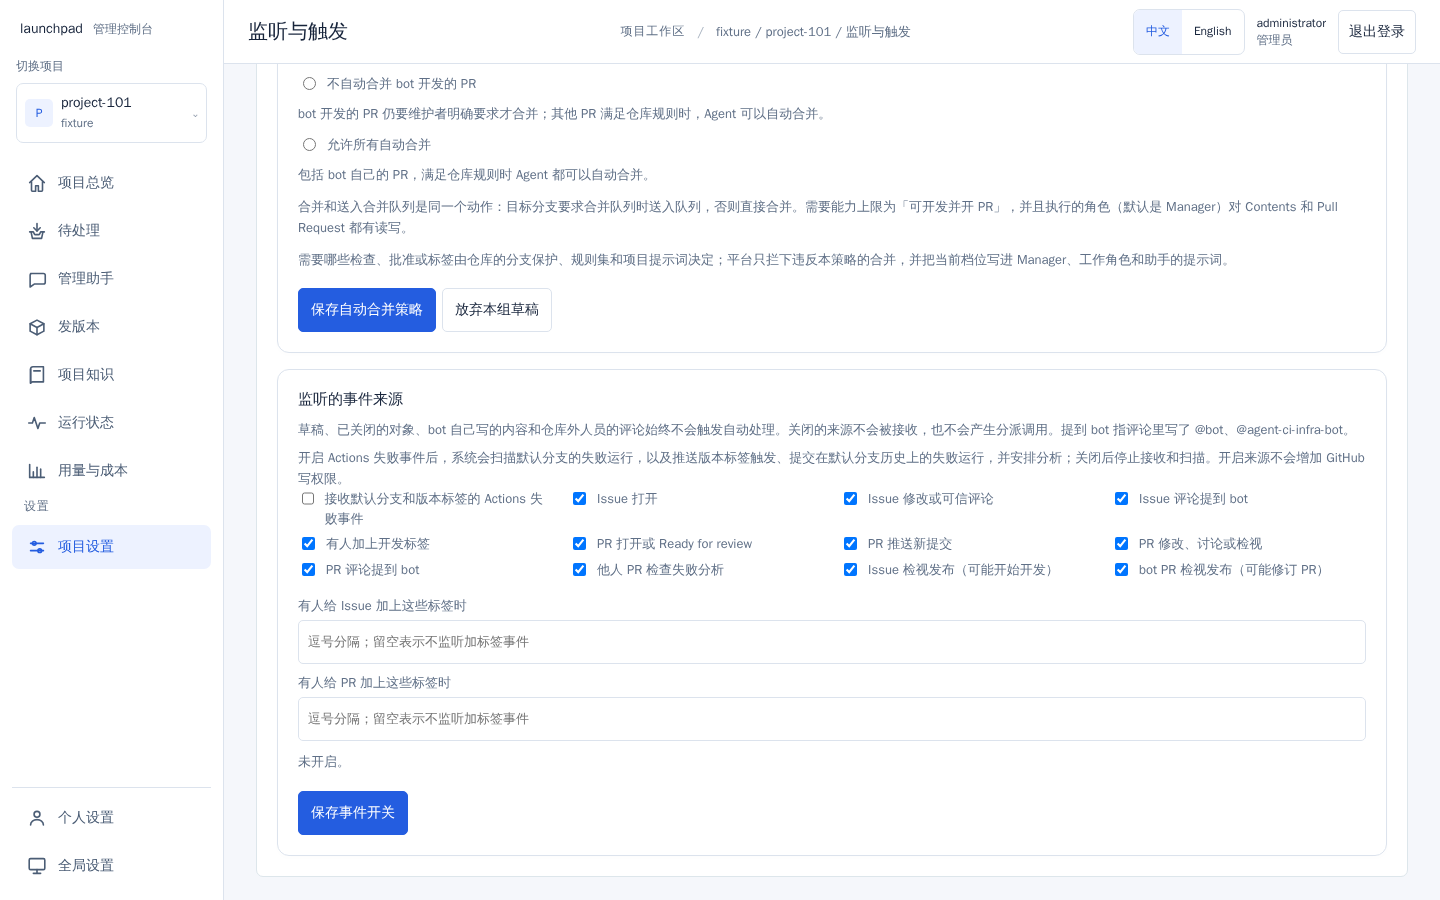 launchpad 管理控制台
切换项目
P
project-101
fixture
项目总览
待处理
管理助手
发版本
项目知识
运行状态
用量与成本
设置
项目设置
个人设置
全局设置
监听与触发
项目工作区 / fixture / project-101 / 监听与触发
中文
English
administrator
管理员
退出登录
不自动合并 bot 开发的 PR
bot 开发的 PR 仍要维护者明确要求才合并；其他 PR 满足仓库规则时，Agent 可以自动合并。
允许所有自动合并
包括 bot 自己的 PR，满足仓库规则时 Agent 都可以自动合并。
合并和送入合并队列是同一个动作：目标分支要求合并队列时送入队列，否则直接合并。需要能力上限为「可开发并开 PR」，并且执行的角色（默认是 Manager）对 Contents 和 Pull
Request 都有读写。
需要哪些检查、批准或标签由仓库的分支保护、规则集和项目提示词决定；平台只拦下违反本策略的合并，并把当前档位写进 Manager、工作角色和助手的提示词。
保存自动合并策略
放弃本组草稿
监听的事件来源
草稿、已关闭的对象、bot 自己写的内容和仓库外人员的评论始终不会触发自动处理。关闭的来源不会被接收，也不会产生分派调用。提到 bot 指评论里写了 @bot、@agent-ci-infra-bot。
开启 Actions 失败事件后，系统会扫描默认分支的失败运行，以及推送版本标签触发、提交在默认分支历史上的失败运行，并安排分析；关闭后停止接收和扫描。开启来源不会增加 GitHub
写权限。
接收默认分支和版本标签的 Actions 失
败事件
Issue 打开
Issue 修改或可信评论
Issue 评论提到 bot
有人加上开发标签
PR 打开或 Ready for review
PR 推送新提交
PR 修改、讨论或检视
PR 评论提到 bot
他人 PR 检查失败分析
Issue 检视发布（可能开始开发）
bot PR 检视发布（可能修订 PR）
有人给 Issue 加上这些标签时
逗号分隔；留空表示不监听加标签事件
有人给 PR 加上这些标签时
逗号分隔；留空表示不监听加标签事件
未开启。
保存事件开关